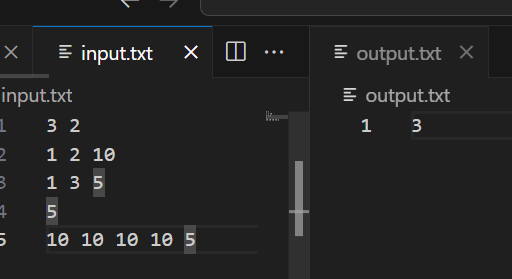 input.txt
output.txt
input.txt
output.txt
1 3 2
2 1 2 10
3 1 3 5
4 5
5 10 10 10 10 5
1 3